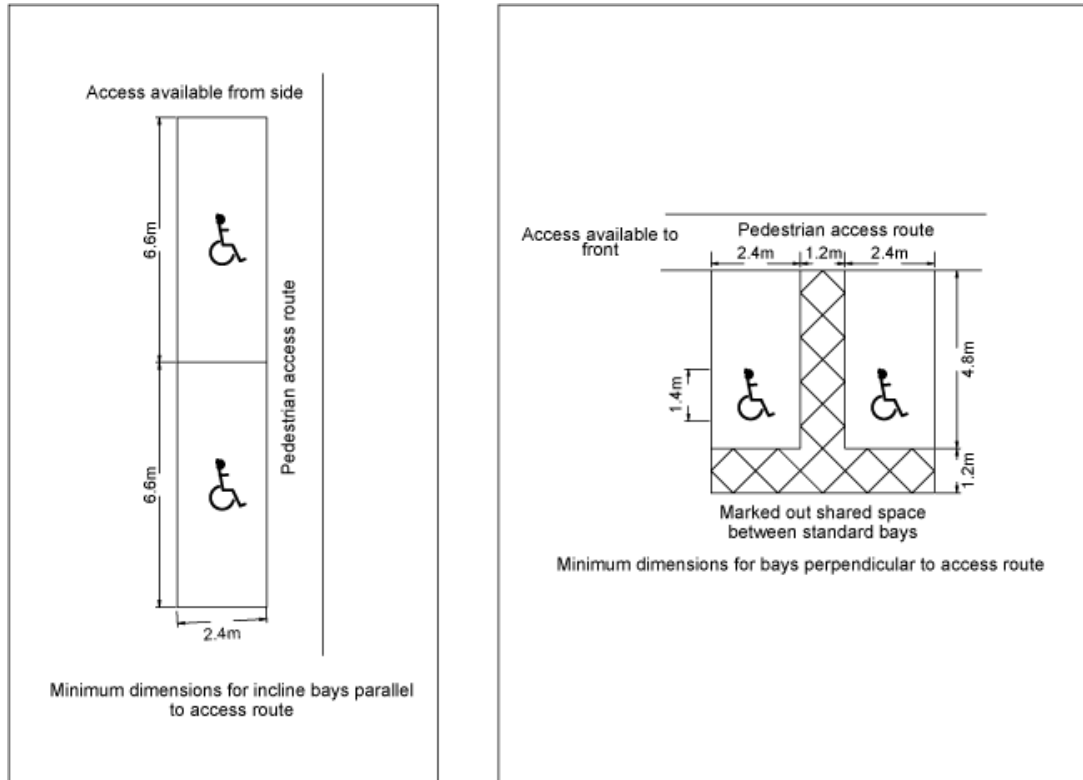 Access available from side
6.6m
Pedestrian access route
6.6m
2.4m
Minimum dimensions for incline bays parallel
to access route
Pedestrian access route
Access available to
front
2.4m
1.2m
2.4m
4.8m
1.4m
1.2m
Marked out shared space
between standard bays
Minimum dimensions for bays perpendicular to access route